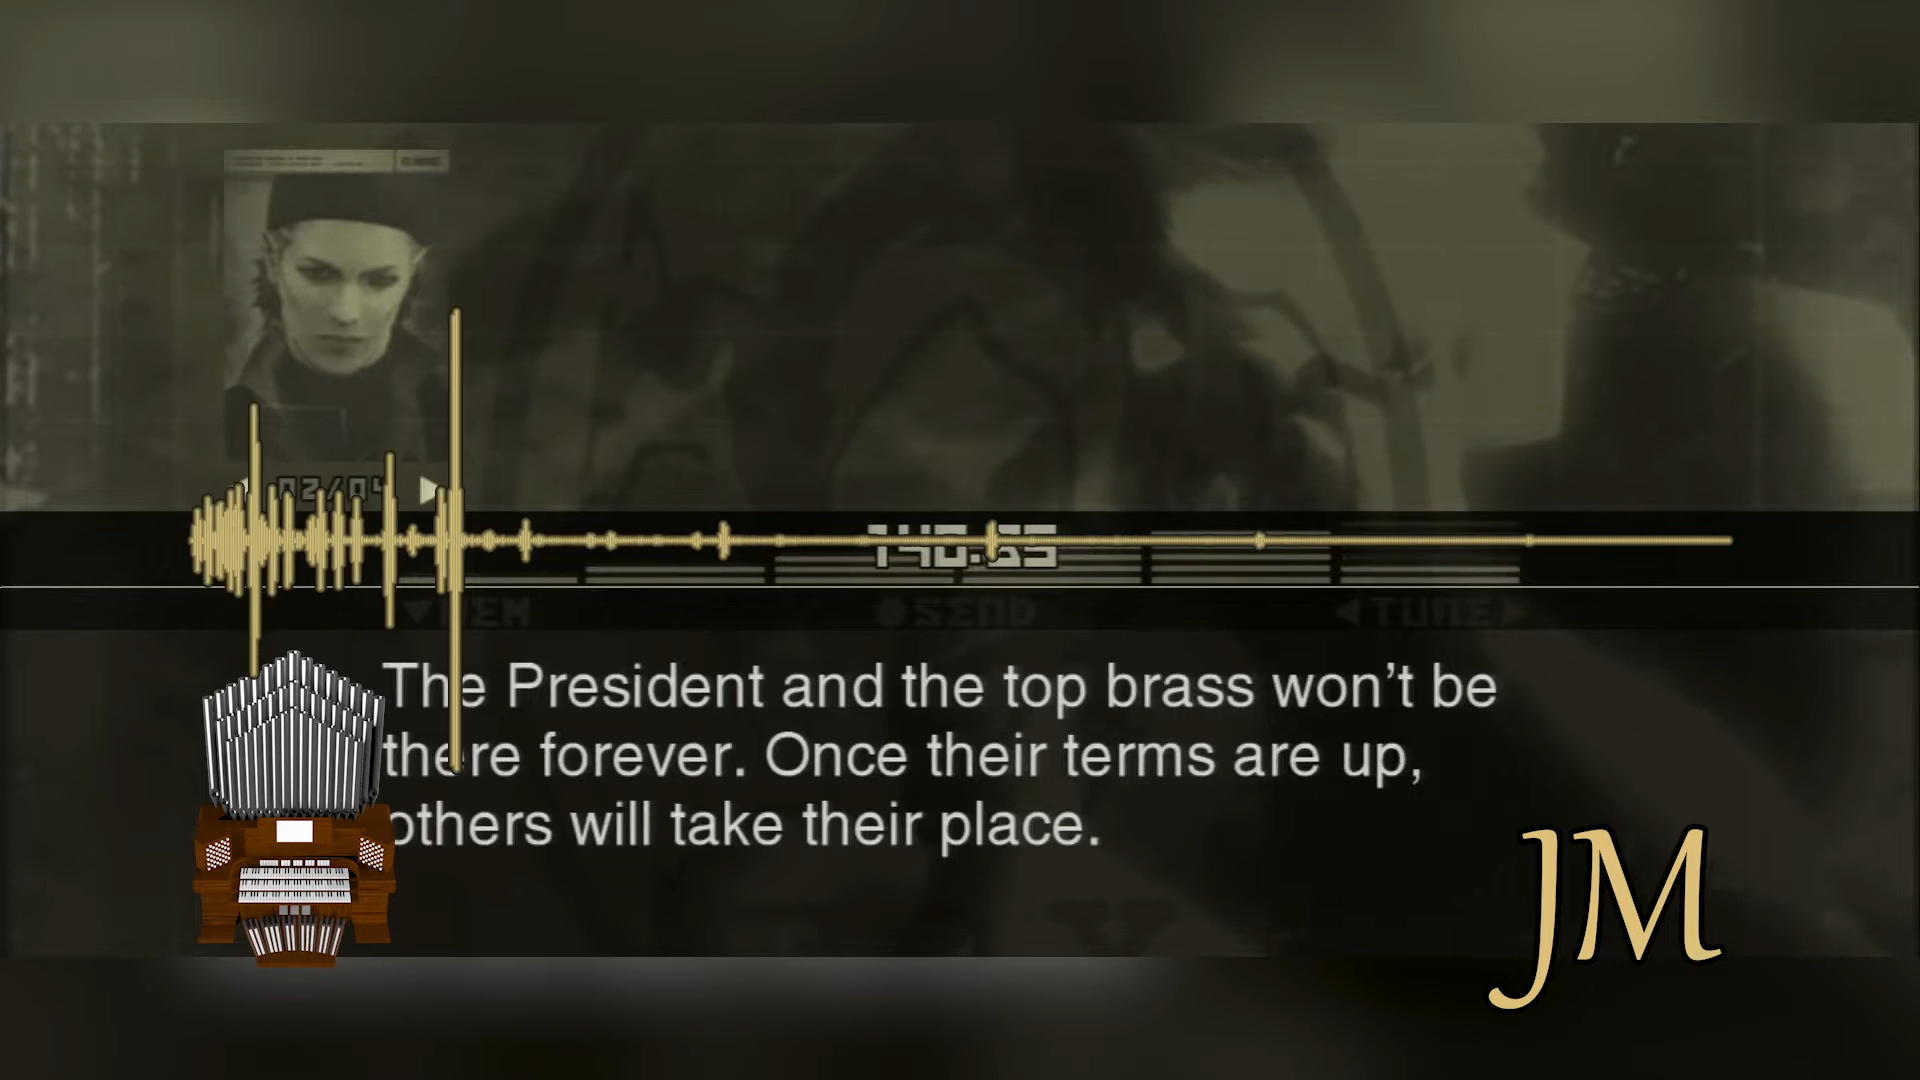 140.85
MEM
SEND
TUNE
The President and the top brass won’t be
there forever. Once their terms are up,
others will take their place.
JM